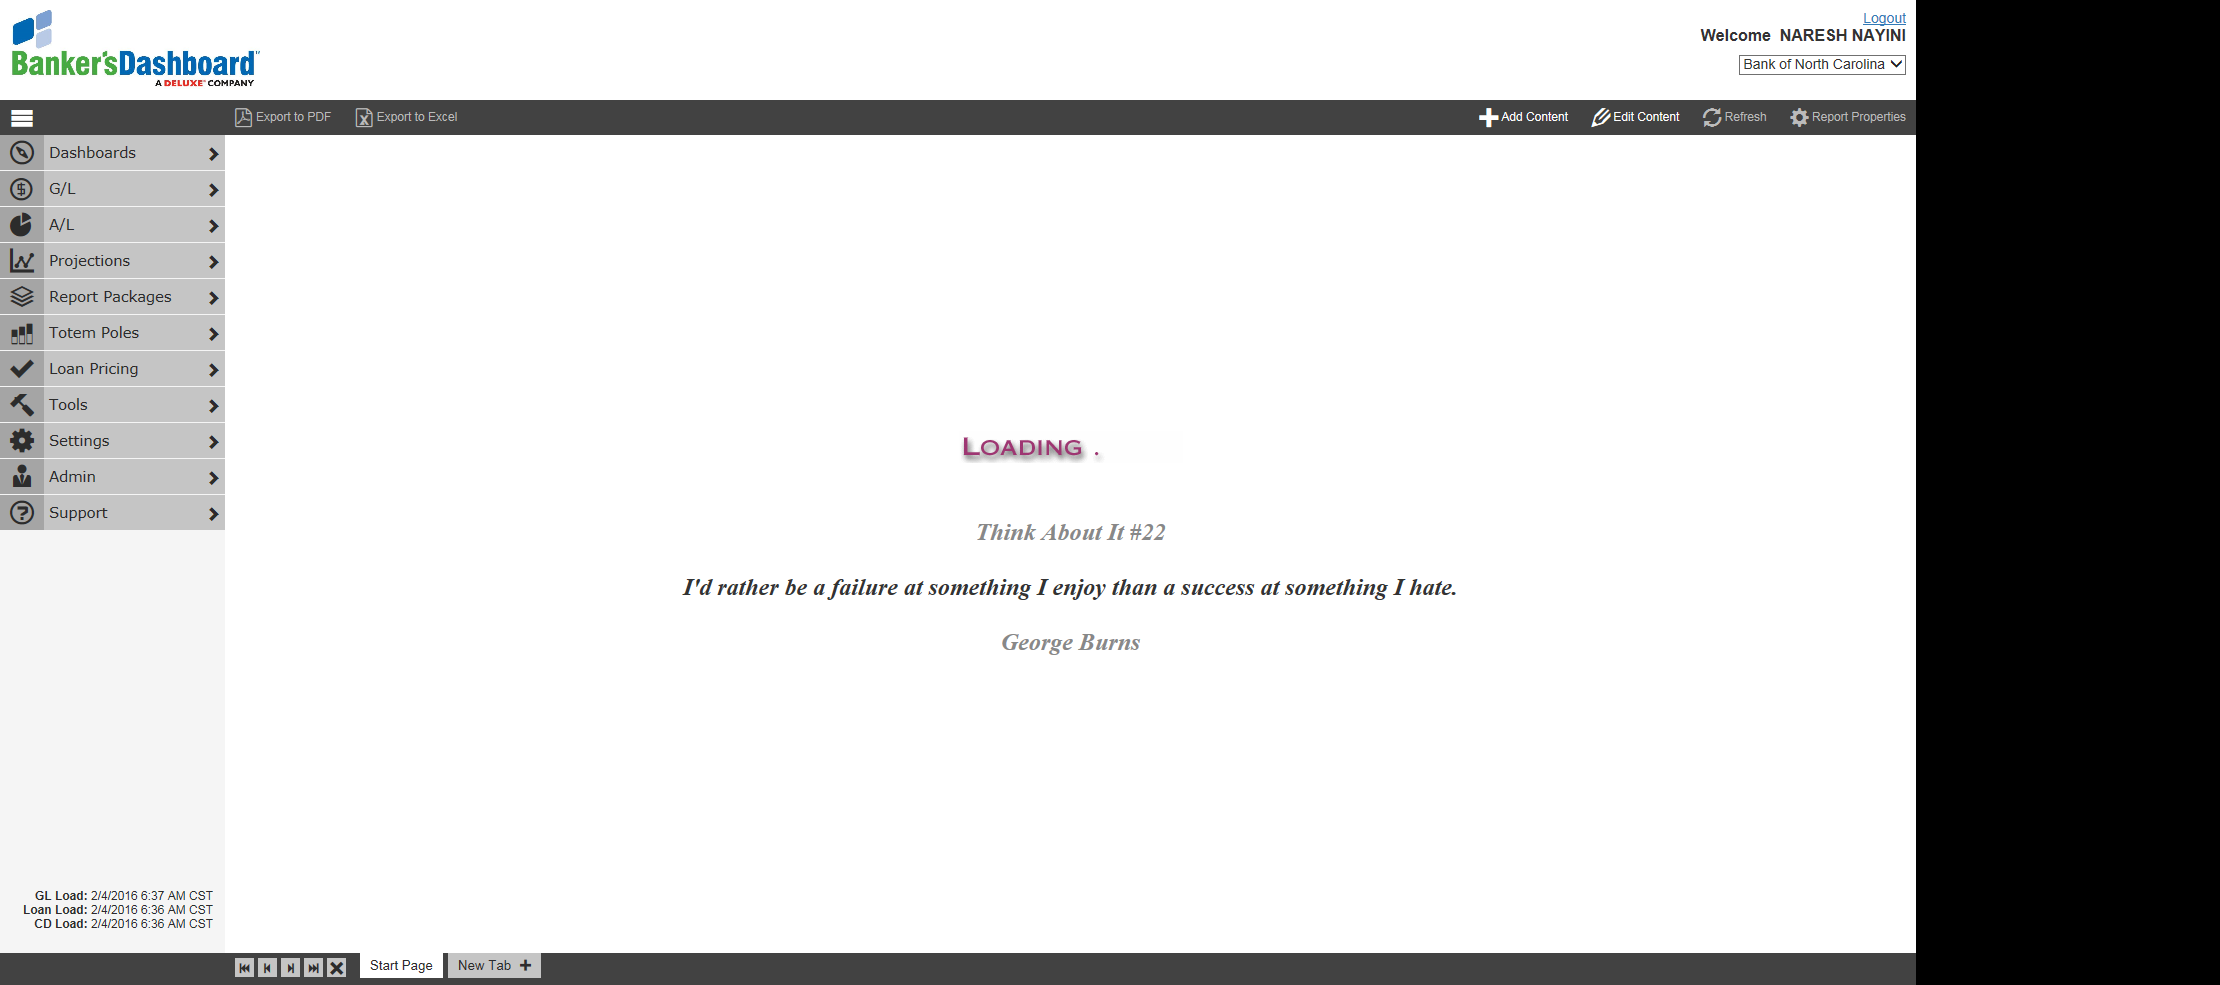 Banker'sDashboard
A DELUXE COMPANY
Logout
Welcome NARESH NAYINI
Bank of North Carolina
Export to PDF
Export to Excel
Add Content
Edit Content
Refresh
Report Properties
Dashboards
G/L
A/L
Projections
Report Packages
Totem Poles
Loan Pricing
Tools
Settings
Admin
Support
LOADING .
Think About It #22
I'd rather be a failure at something I enjoy than a success at something I hate.
George Burns
GL Load: 2/4/2016 6:37 AM CST
Loan Load: 2/4/2016 6:36 AM CST
CD Load: 2/4/2016 6:36 AM CST
Start Page
New Tab +